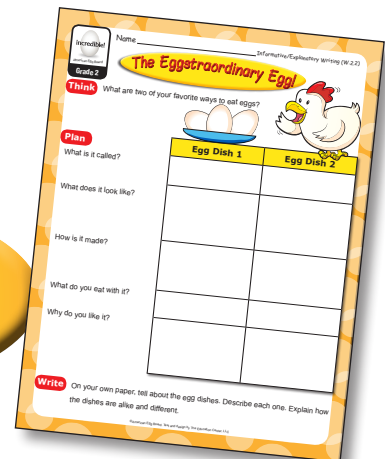 Name
Informative/Explanatory Writing (W.2.2)
incredible!
Grade 2
The Eggstraordinary Egg!
Think What are two of your favorite ways to eat eggs?
Plan
Egg Dish 1 Egg Dish 2
What is it called?
What does it look like?
How is it made?
What do you eat with it?
Why do you like it?
Write On your own paper, tell about the egg dishes. Describe each one. Explain how
the dishes are alike and different.